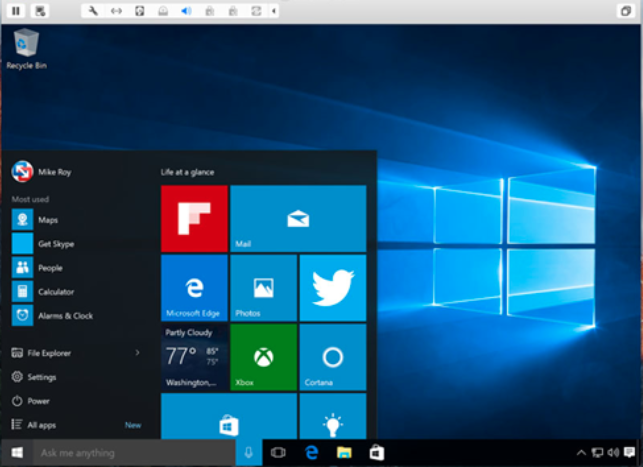 Recycle Bin
Mike Roy
Life at a glance
Most used
Maps
Get Skype
People
Calculator
Alarms & Clock
File Explorer
Settings
Power
All apps
New
Mail
Microsoft Edge
Photos
Partly Cloudy
77° 85°
75°
Washington,...
Xbox
Cortana
Ask me anything